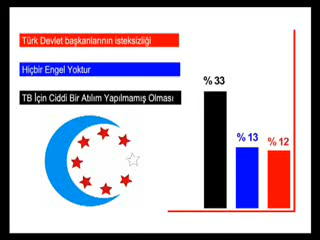 Türk Devlet başkanlarının isteksizliği
Hiçbir Engel Yoktur
TB İçin Ciddi Bir Atılım Yapılmamış Olması
% 33
% 13
% 12